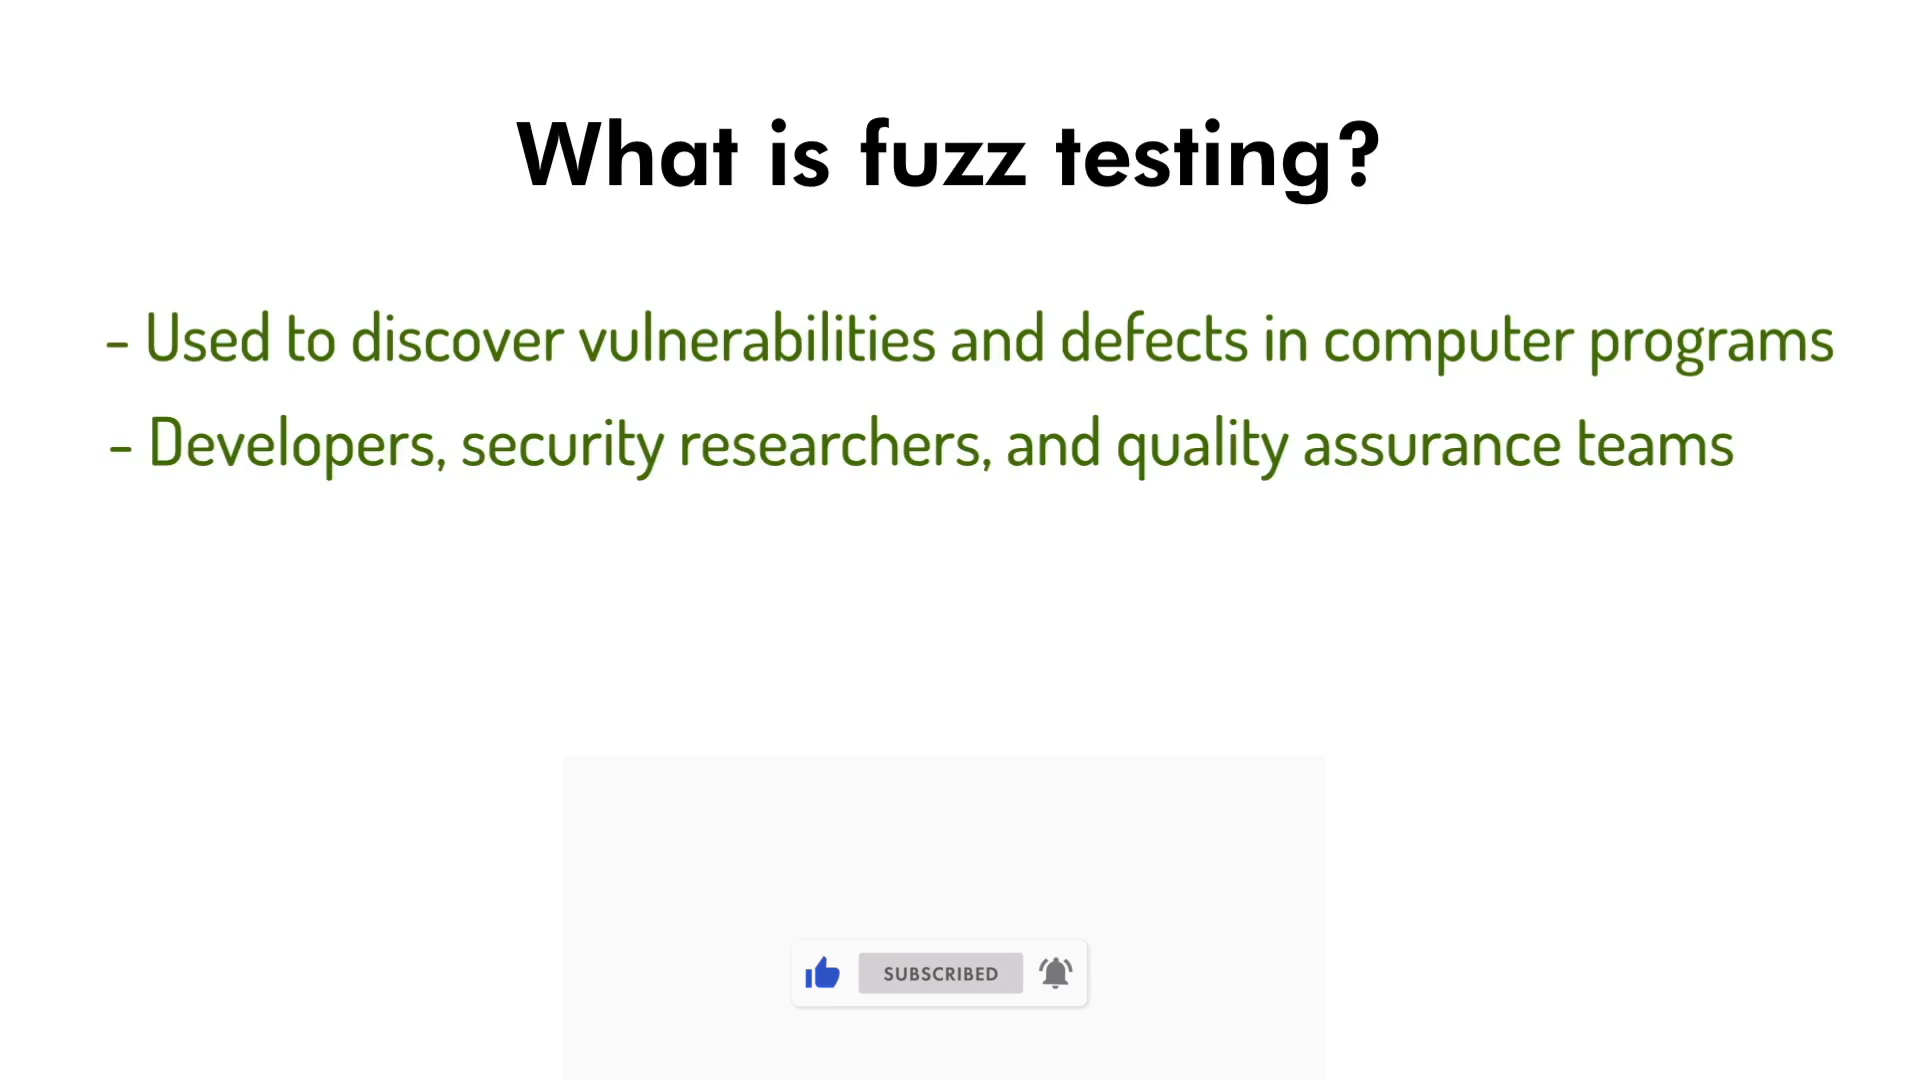 What is fuzz testing?
- Used to discover vulnerabilities and defects in computer programs
- Developers, security researchers, and quality assurance teams
SUBSCRIBED